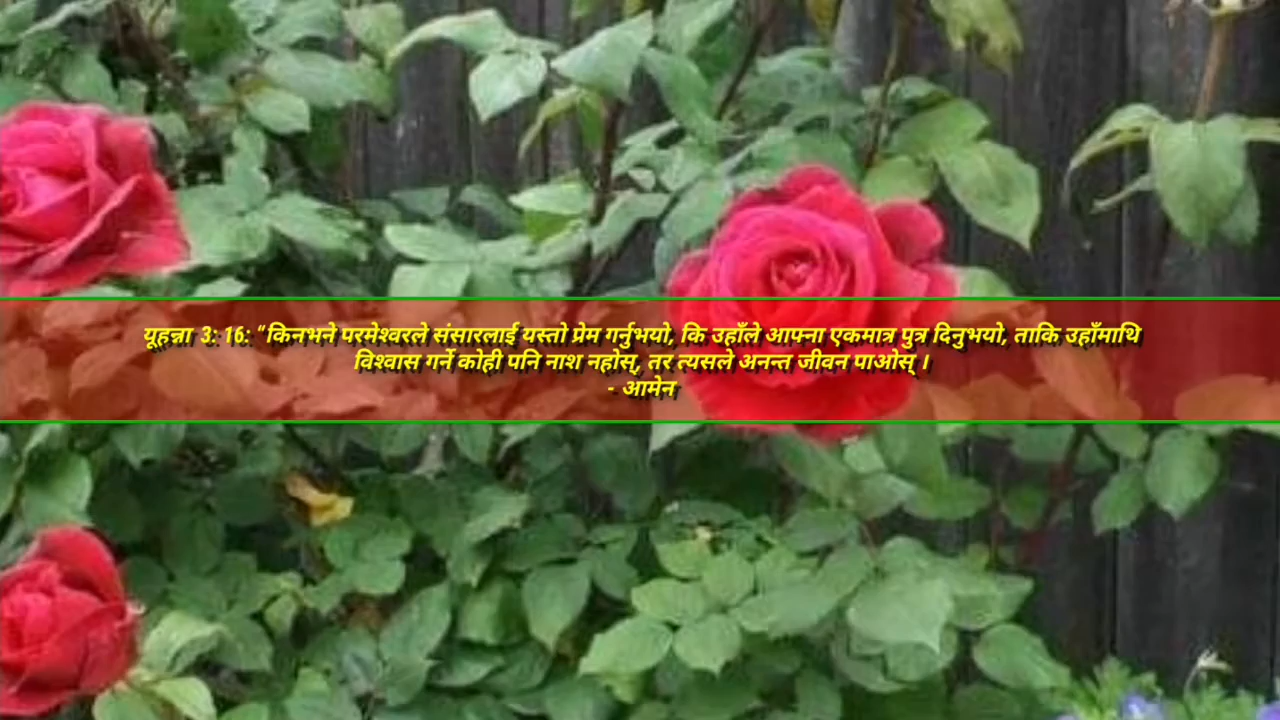 यूहन्ना 3: 16: “किनभने परमेश्वरले संसारलाई यस्तो प्रेम गर्नुभयो, कि उहाँले आफ्ना एकमात्र पुत्र दिनुभयो, ताकि उहाँमाथि
विश्वास गर्ने कोही पनि नाश नहोस्, तर त्यसले अनन्त जीवन पाओस् ।
- आमेन